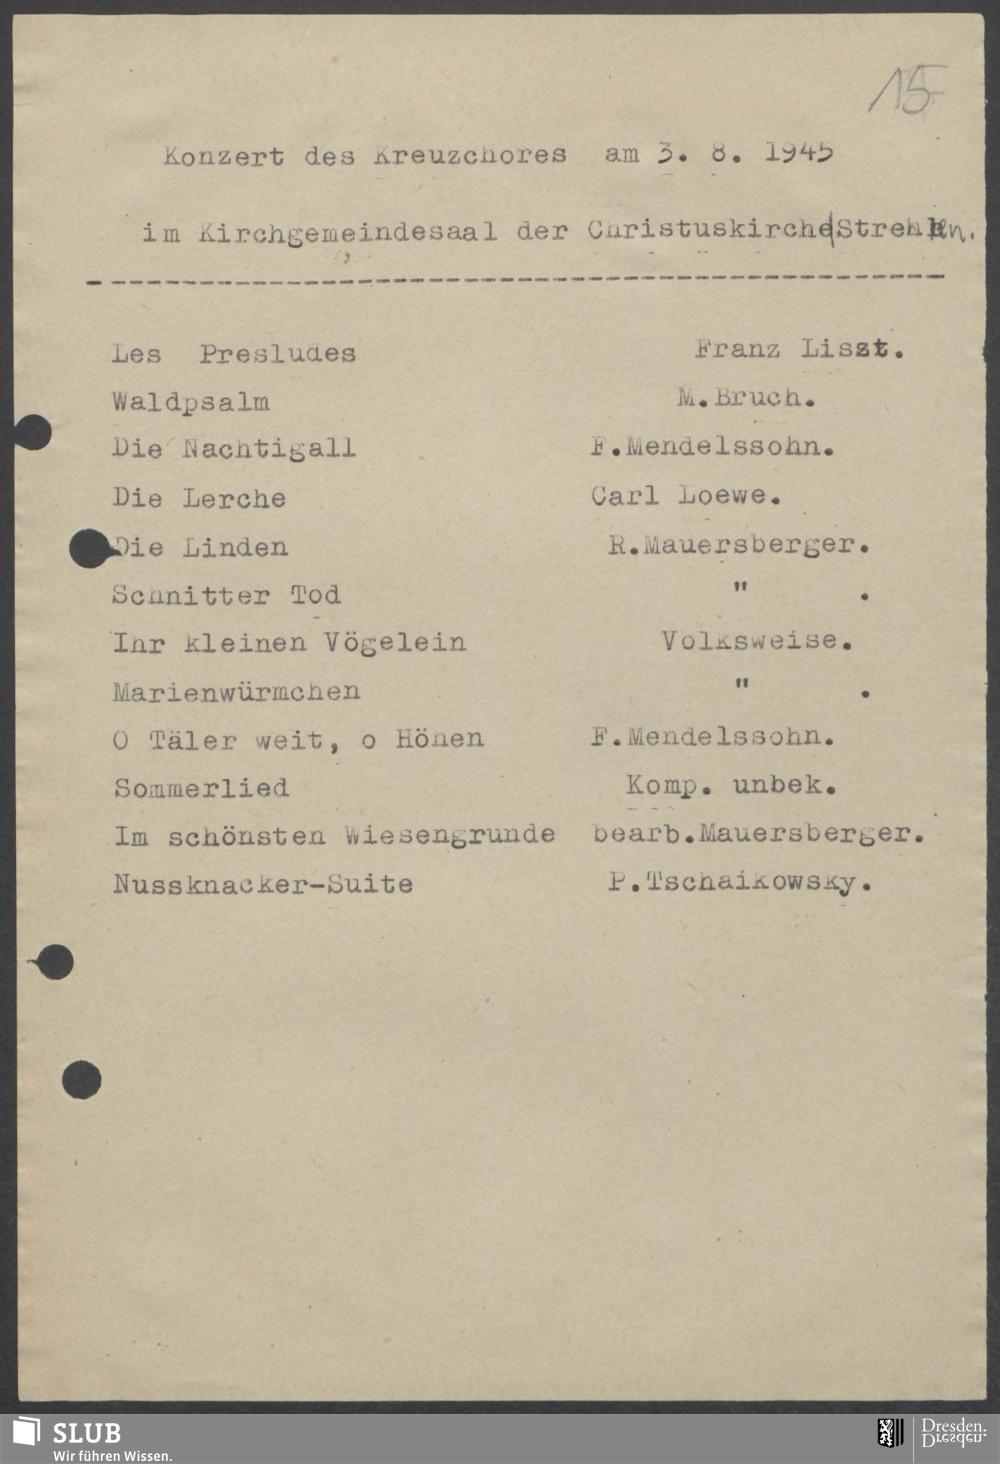 15
Konzert des Kreuzchores am 3. 8. 1945
im Kirchgemeindesaal der Christuskirche Strehlen.
Les Presludes Franz Liszt.
Waldpsalm M.Bruch.
Die Nachtigall F.Mendelssohn.
Die Lerche Carl Loewe.
Die Linden R.Mauersberger.
Schnitter Tod " .
Ihr kleinen Vögelein Volksweise.
Marienwürmchen " .
O Täler weit, o Höhen F.Mendelssohn.
Sommerlied Komp. unbek.
Im schönsten Wiesengrunde bearb.Mauersberger.
Nussknacker-Suite P.Tschaikowsky.
SLUB
Wir führen Wissen.
Dresden.
Dresden.